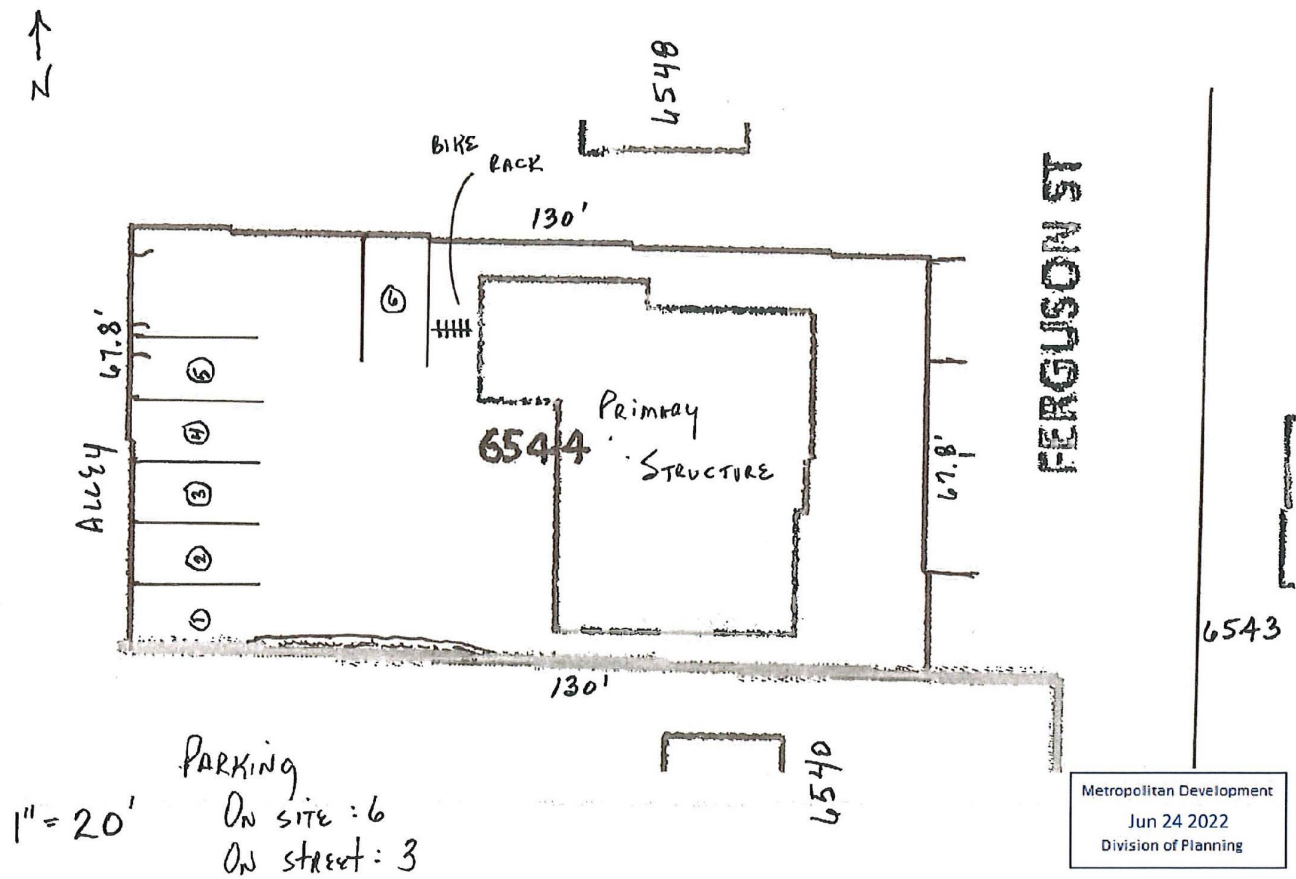 N
6548
BIKE
RACK
130'
FERGUSON ST
67.8'
ALLEY
6
5
4
3
2
1
PRIMARY
6544
STRUCTURE
67.8'
6543
130'
6540
PARKING
1" = 20'
ON SITE : 6
ON STREET : 3
Metropolitan Development
Jun 24 2022
Division of Planning